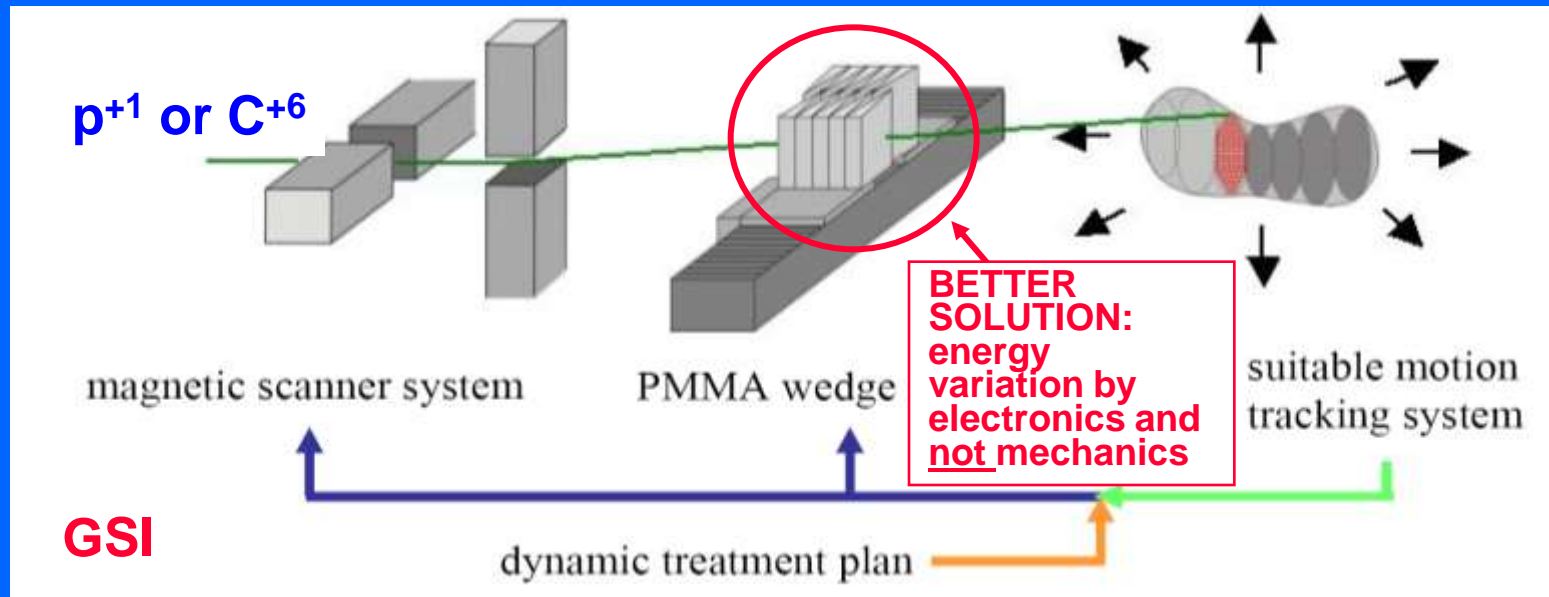 p⁺¹ or C⁺⁶
BETTER
SOLUTION:
energy
variation by
electronics and
not mechanics
magnetic scanner system
PMMA wedge
suitable motion
tracking system
GSI
dynamic treatment plan